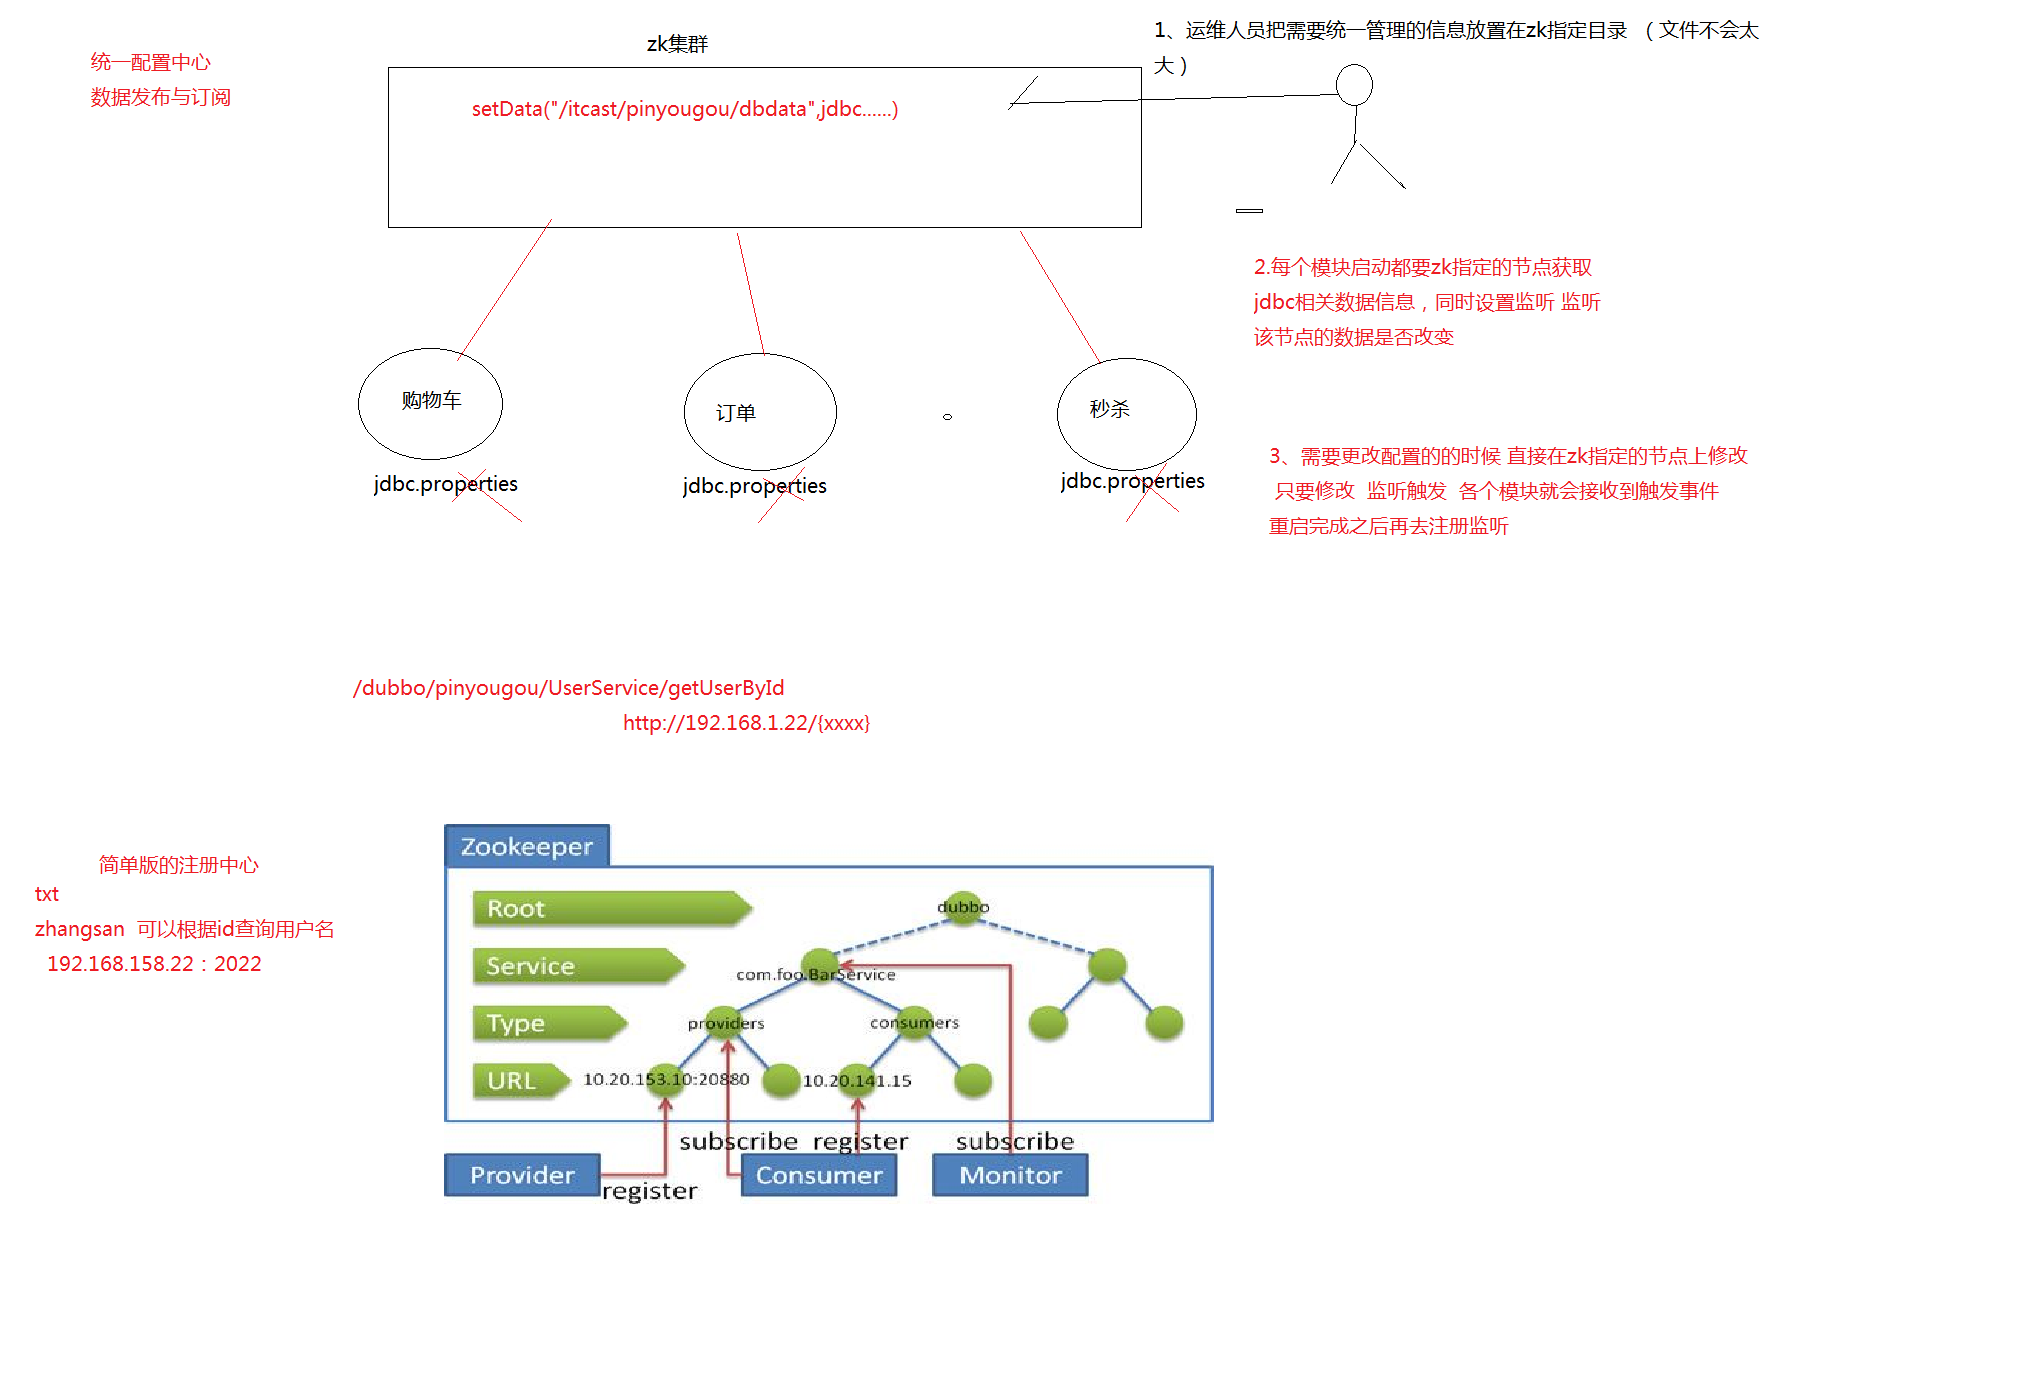 统一配置中心
数据发布与订阅
zk集群
setData("/itcast/pinyougou/dbdata",jdbc......)
1、运维人员把需要统一管理的信息放置在zk指定目录 （文件不会太
大）
2.每个模块启动都要zk指定的节点获取
jdbc相关数据信息，同时设置监听 监听
该节点的数据是否改变
购物车
订单
秒杀
jdbc.properties
jdbc.properties
jdbc.properties
3、需要更改配置的的时候 直接在zk指定的节点上修改
只要修改 监听触发 各个模块就会接收到触发事件
重启完成之后再去注册监听
/dubbo/pinyougou/UserService/getUserById
http://192.168.1.22/{xxxx}
简单版的注册中心
txt
zhangsan 可以根据id查询用户名
192.168.158.22：2022
Zookeeper
Root
dubbo
Service
com.foo.BarService
Type
providers
consumers
URL
10.20.153.10:20880
10.20.141.15
subscribe
register
subscribe
Provider
Consumer
Monitor
register